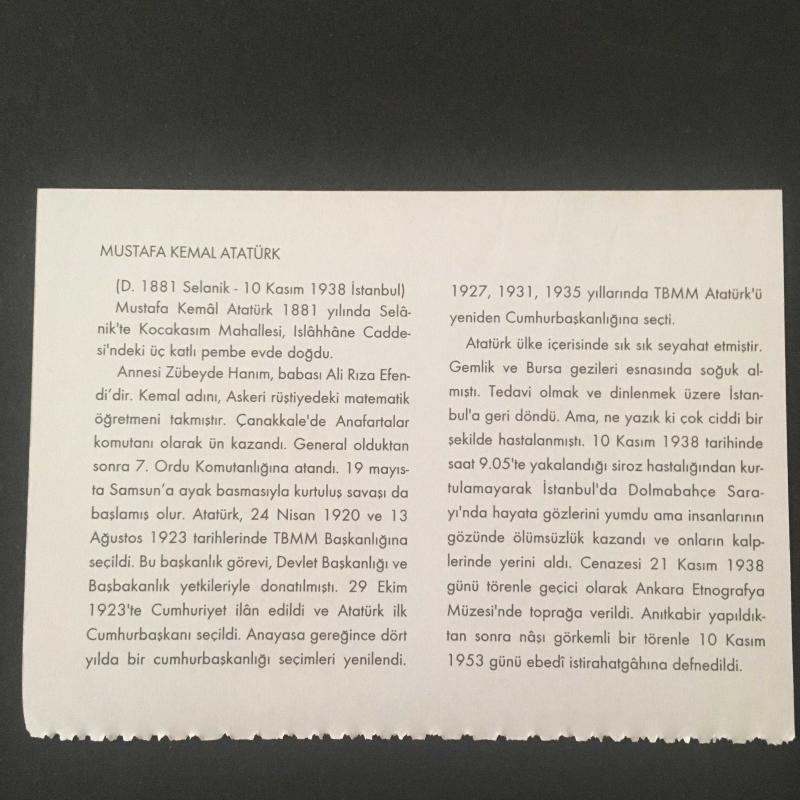 MUSTAFA KEMAL ATATÜRK
(D. 1881 Selanik - 10 Kasım 1938 İstanbul)
Mustafa Kemâl Atatürk 1881 yılında Selâ-
nik'te Kocakasım Mahallesi, Islâhhâne Cadde-
si'ndeki üç katlı pembe evde doğdu.
Annesi Zübeyde Hanım, babası Ali Rıza Efen-
di'dir. Kemal adını, Askeri rüştiyedeki matematik
öğretmeni takmıştır. Çanakkale'de Anafartalar
komutanı olarak ün kazandı. General olduktan
sonra 7. Ordu Komutanlığına atandı. 19 mayıs-
ta Samsun'a ayak basmasıyla kurtuluş savaşı da
başlamış olur. Atatürk, 24 Nisan 1920 ve 13
Ağustos 1923 tarihlerinde TBMM Başkanlığına
seçildi. Bu başkanlık görevi, Devlet Başkanlığı ve
Başbakanlık yetkileriyle donatılmıştı. 29 Ekim
1923'te Cumhuriyet ilân edildi ve Atatürk ilk
Cumhurbaşkanı seçildi. Anayasa gereğince dört
yılda bir cumhurbaşkanlığı seçimleri yenilendi.
1927, 1931, 1935 yıllarında TBMM Atatürk'ü
yeniden Cumhurbaşkanlığına seçti.
Atatürk ülke içerisinde sık sık seyahat etmiştir.
Gemlik ve Bursa gezileri esnasında soğuk al-
mıştı. Tedavi olmak ve dinlenmek üzere İstan-
bul'a geri döndü. Ama, ne yazık ki çok ciddi bir
şekilde hastalanmıştı. 10 Kasım 1938 tarihinde
saat 9.05'te yakalandığı siroz hastalığından kur-
tulamayarak İstanbul'da Dolmabahçe Sara-
yı'nda hayata gözlerini yumdu ama insanlarının
gözünde ölümsüzlük kazandı ve onların kalp-
lerinde yerini aldı. Cenazesi 21 Kasım 1938
günü törenle geçici olarak Ankara Etnografya
Müzesi'nde toprağa verildi. Anıtkabir yapıldık-
tan sonra nâşı görkemli bir törenle 10 Kasım
1953 günü ebedî istirahatgâhına defnedildi.